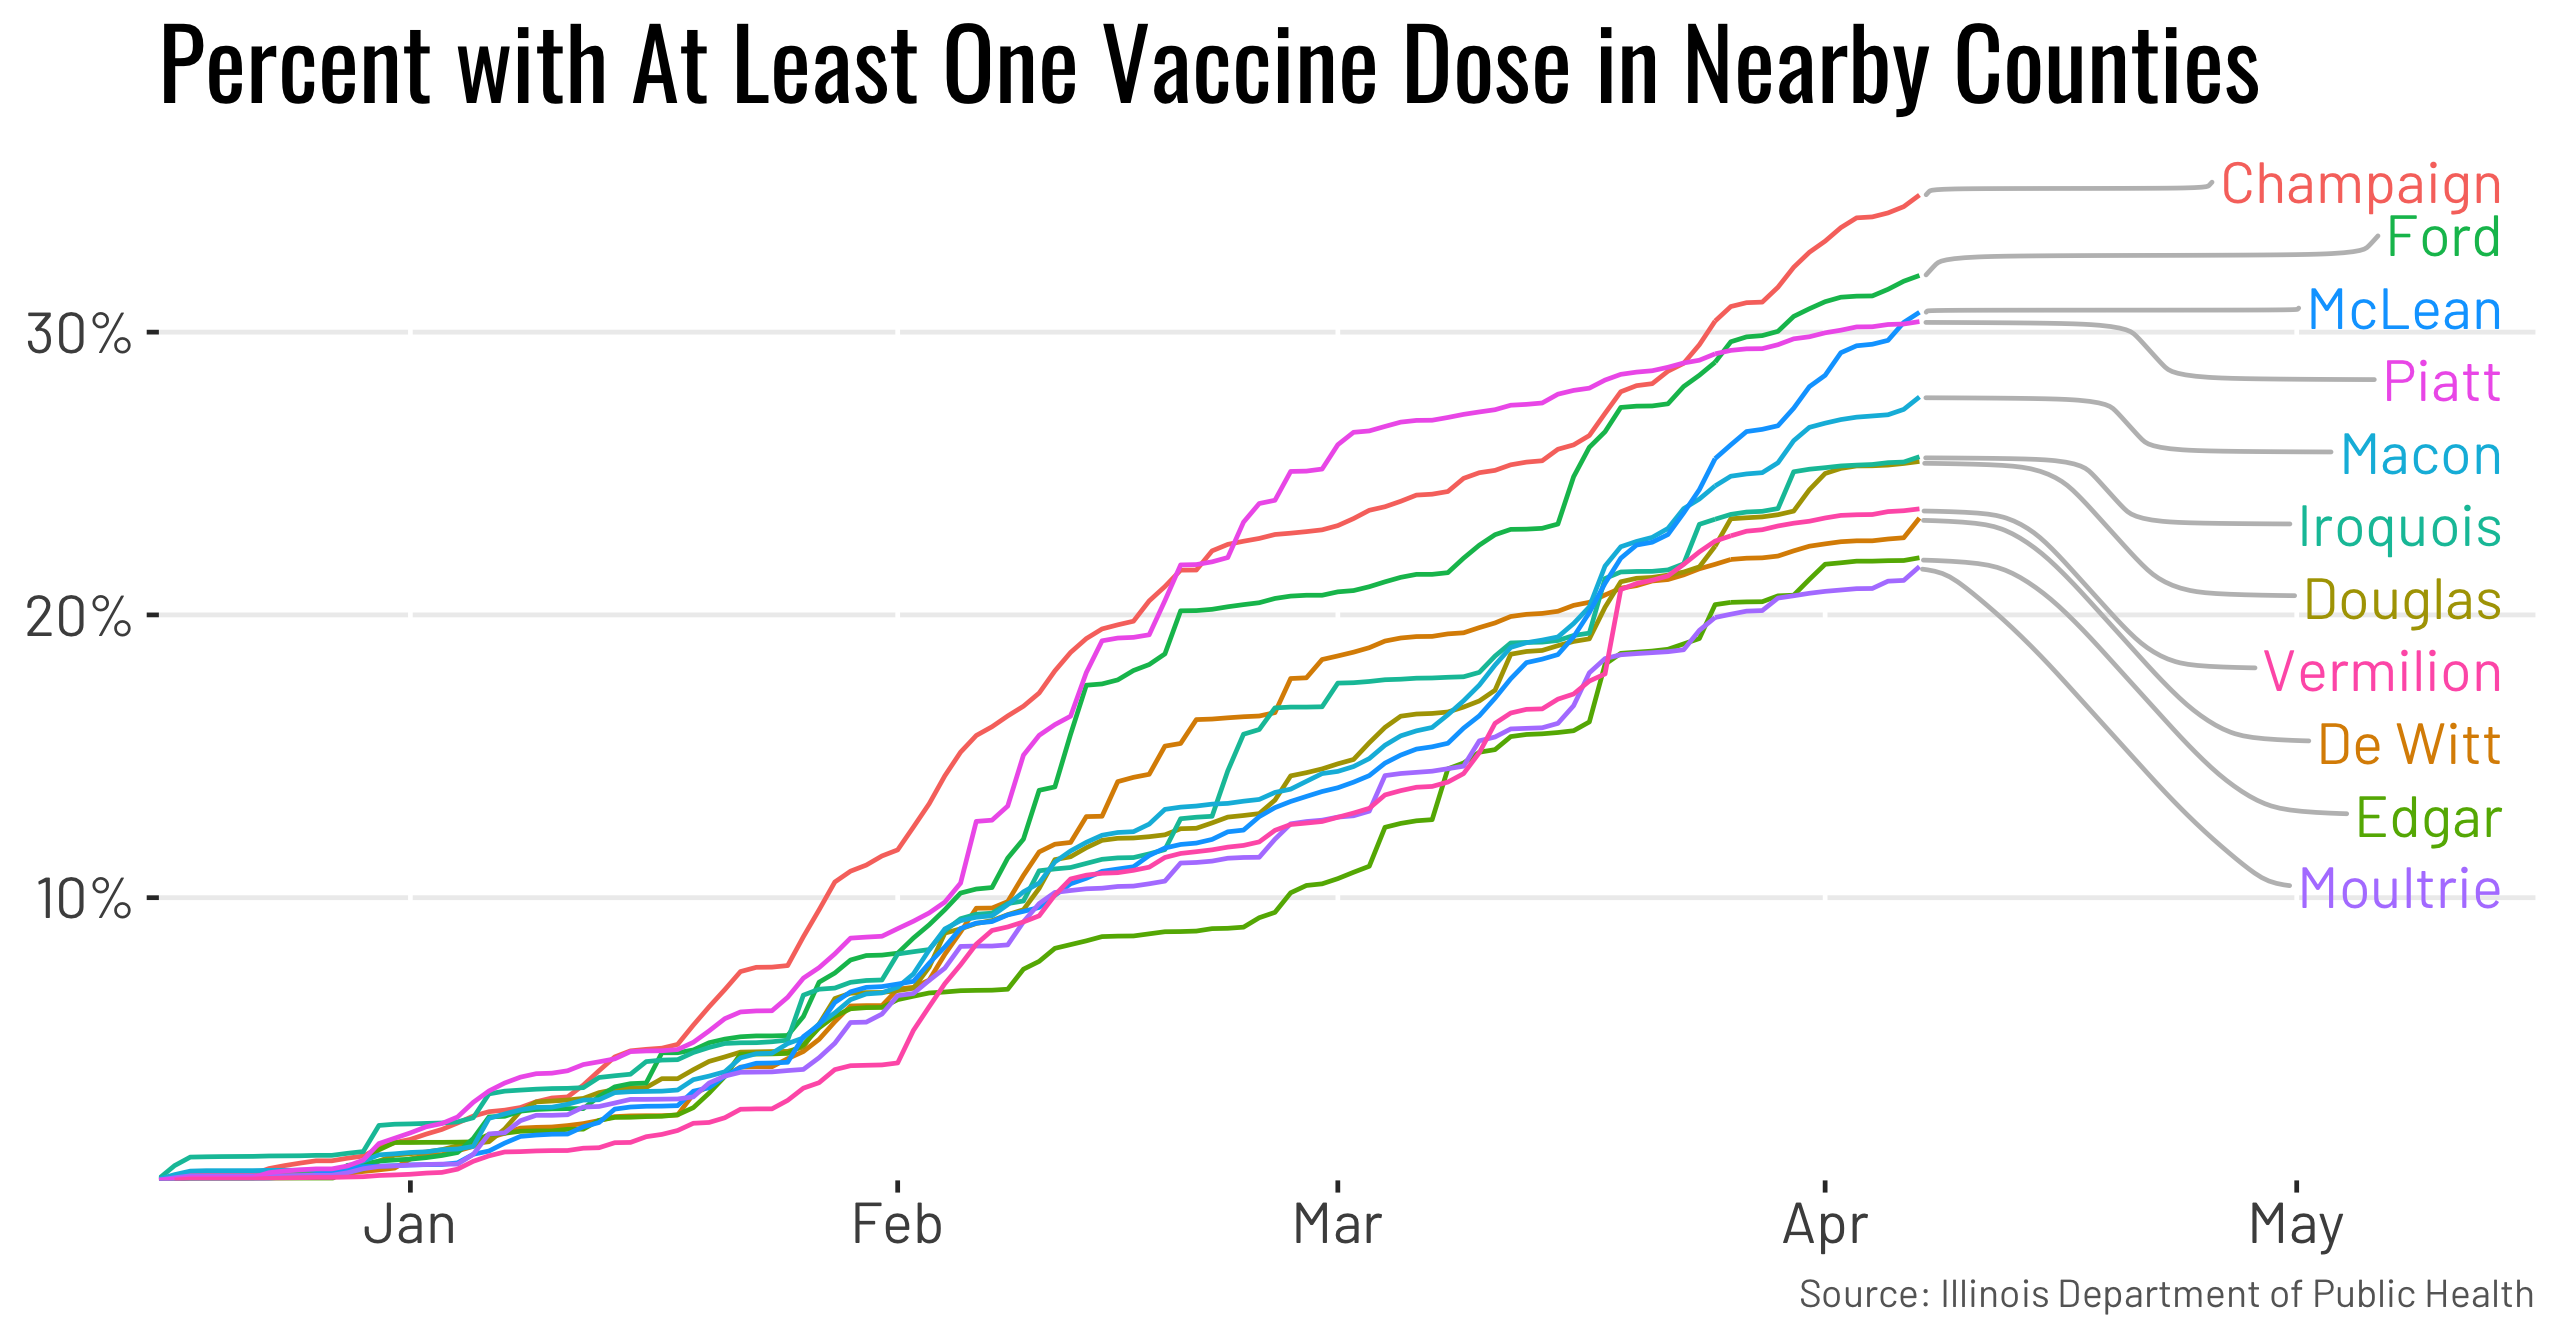 Percent with At Least One Vaccine Dose in Nearby Counties
Champaign
Ford
McLean
30%
Piatt
Macon
Iroquois
Douglas
20%
Vermilion
De Witt
Edgar
Moultrie
10%
Jan Feb Mar Apr May
Source: Illinois Department of Public Health